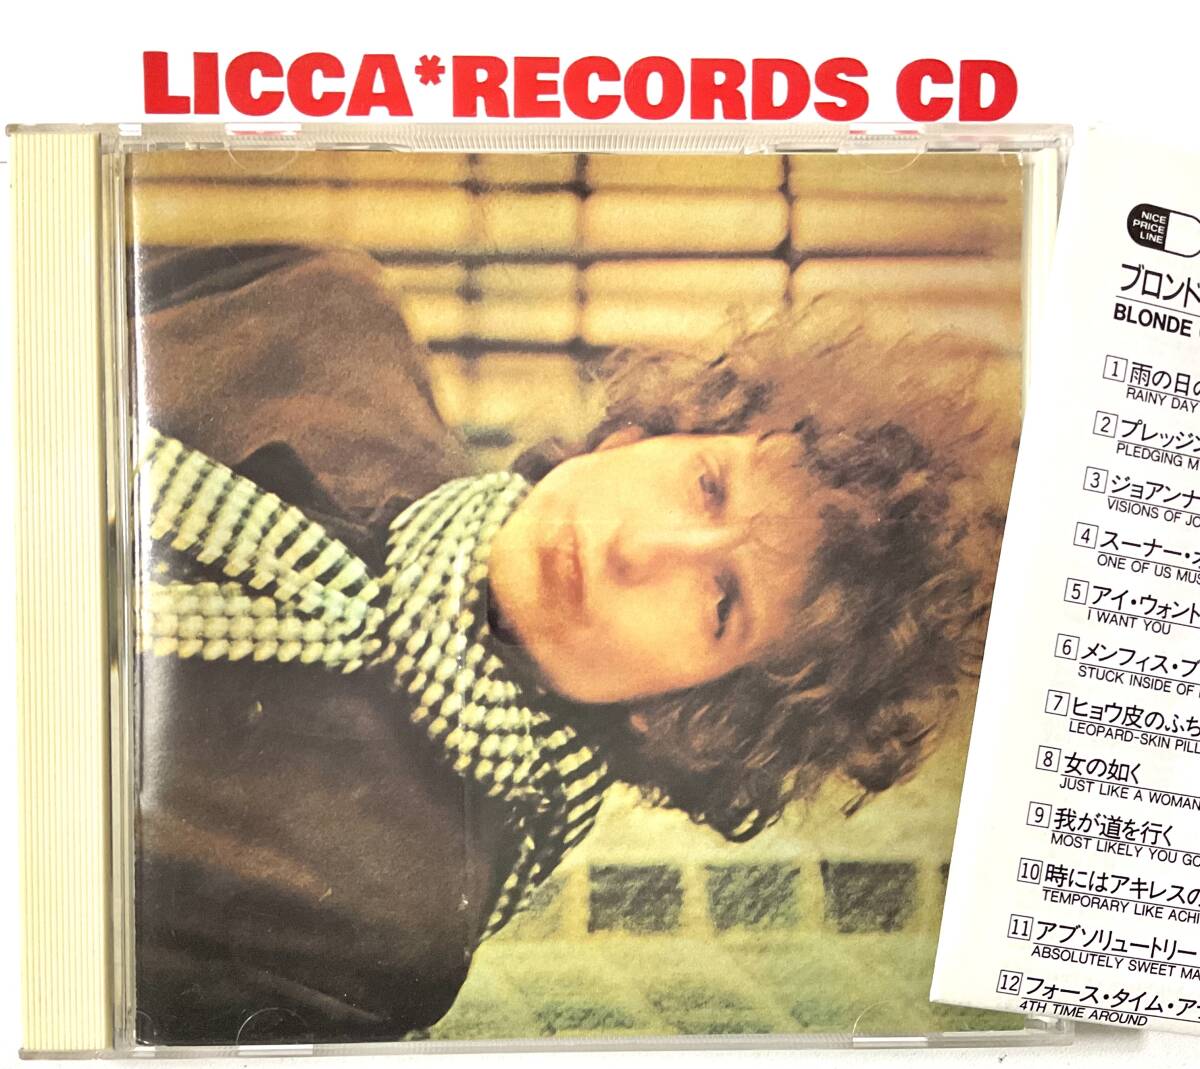 LICCA*RECORDS CD
NICE
PRICE
LINE
ブロンド
BLONDE
1 雨の日の
RAINY DAY
2 プレッジン
PLEDGING M
3 ジョアンナ
VISIONS OF JO
4 スーナー・
ONE OF US MUS
5 アイ・ウォント
I WANT YOU
6 メンフィス・ブ
STUCK INSIDE OF
7 ヒョウ皮のふち
LEOPARD-SKIN PILL
8 女の如く
JUST LIKE A WOMAN
9 我が道を行く
MOST LIKELY YOU GO
10 時にはアキレスの
TEMPORARY LIKE ACHI
11 アブソリュートリー
ABSOLUTELY SWEET MA
12 フォース・タイム・ア
4TH TIME AROUND